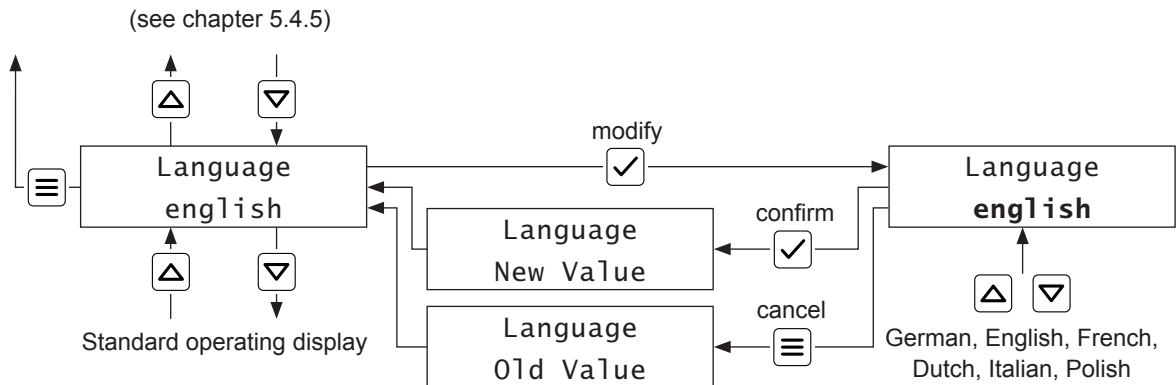 (see chapter 5.4.5)
modify
Language
english
Language
english
confirm
Language
New Value
cancel
Language
Old Value
Standard operating display
German, English, French,
Dutch, Italian, Polish